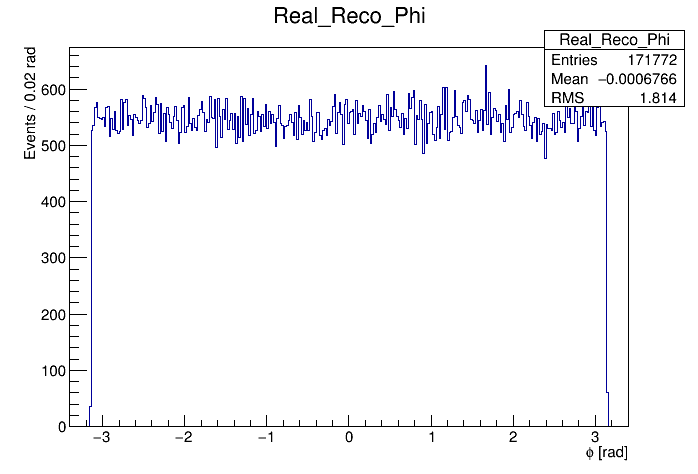 Real_Reco_Phi
Real_Reco_Phi
Entries 171772
Mean −0.0006766
RMS 1.814
Events / 0.02 rad
600
500
400
300
200
100
0
−3 −2 −1 0 1 2 3
ϕ [rad]